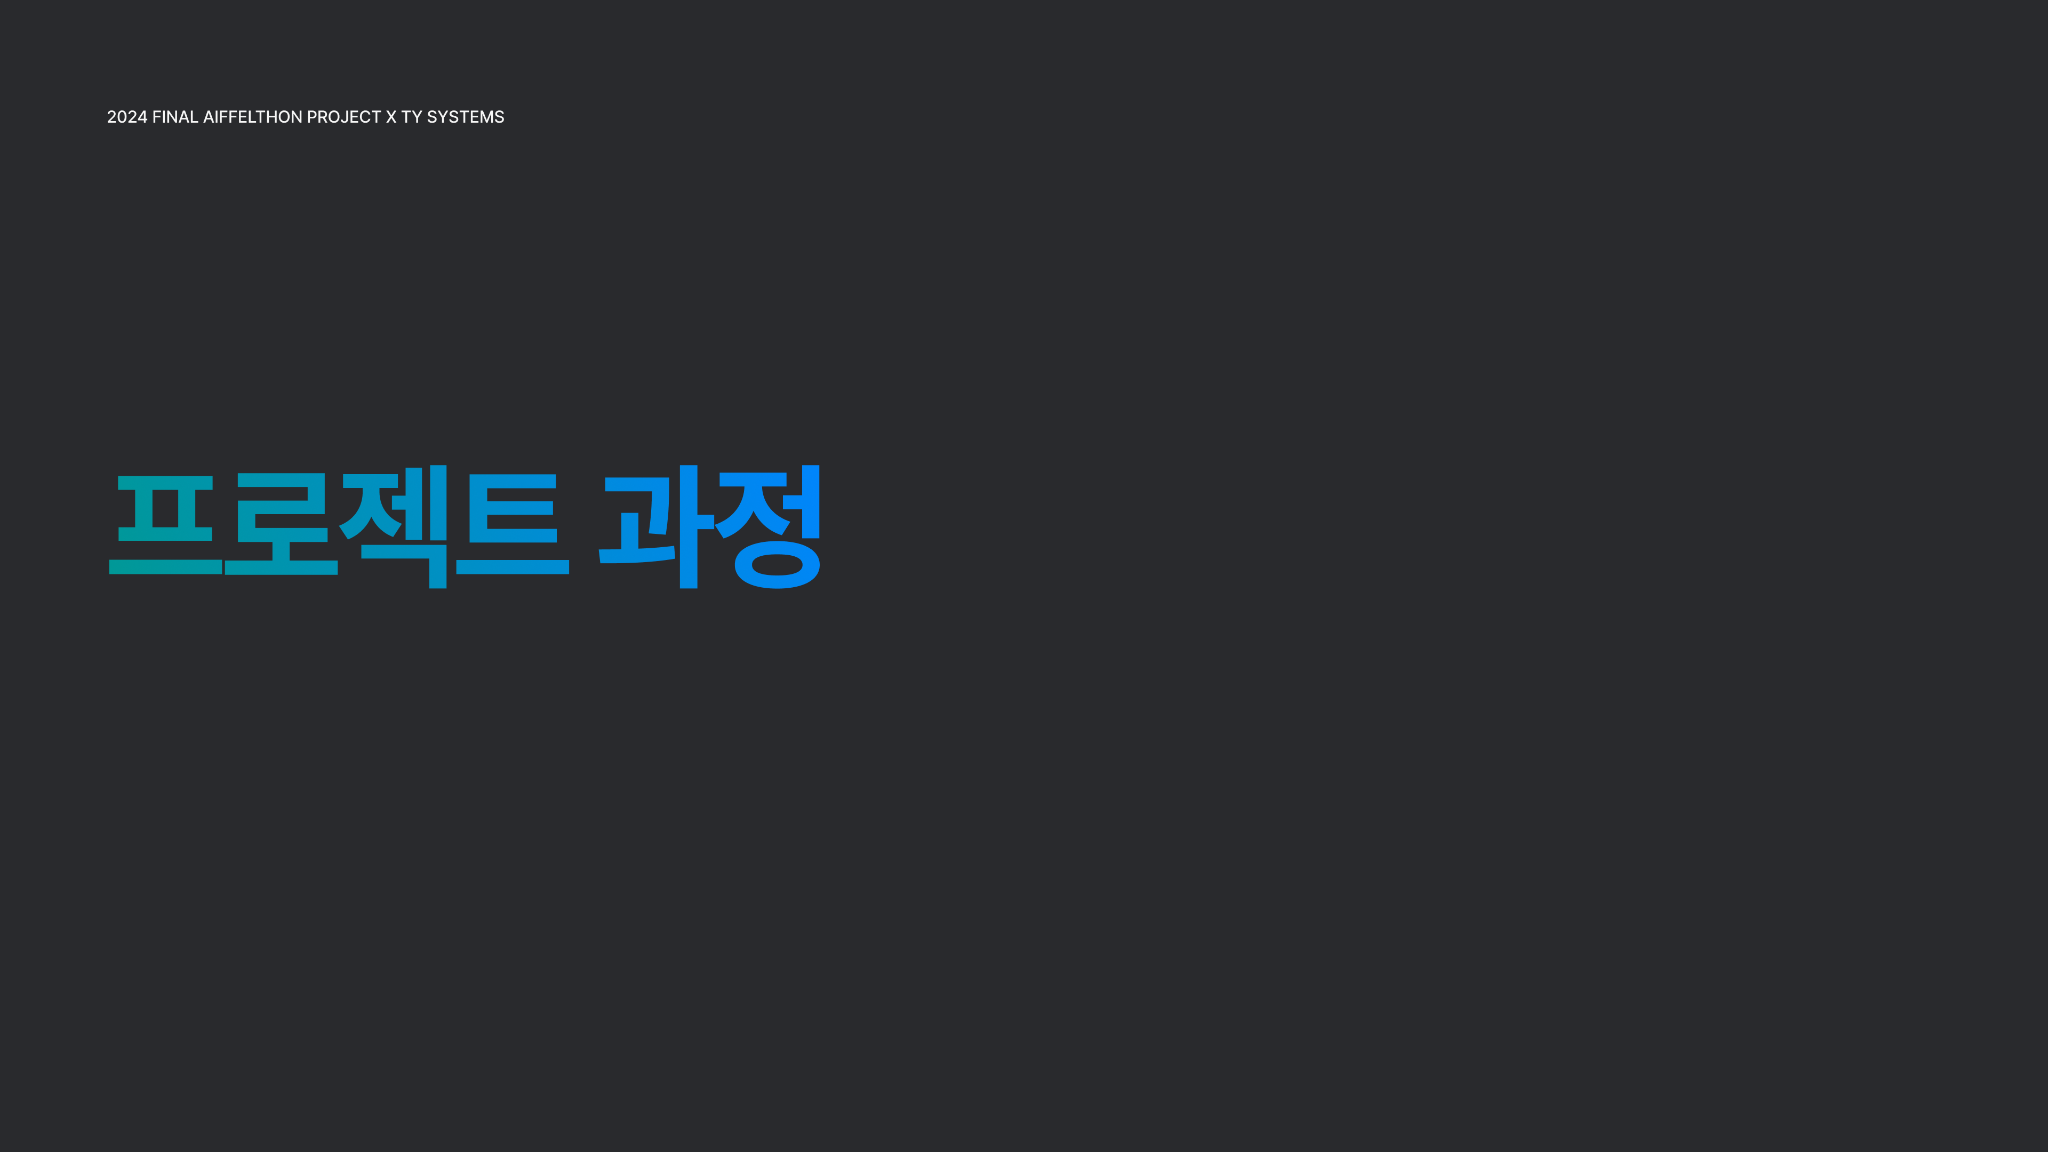 2024 FINAL AIFFELTHON PROJECT X TY SYSTEMS
프로젝트 과정